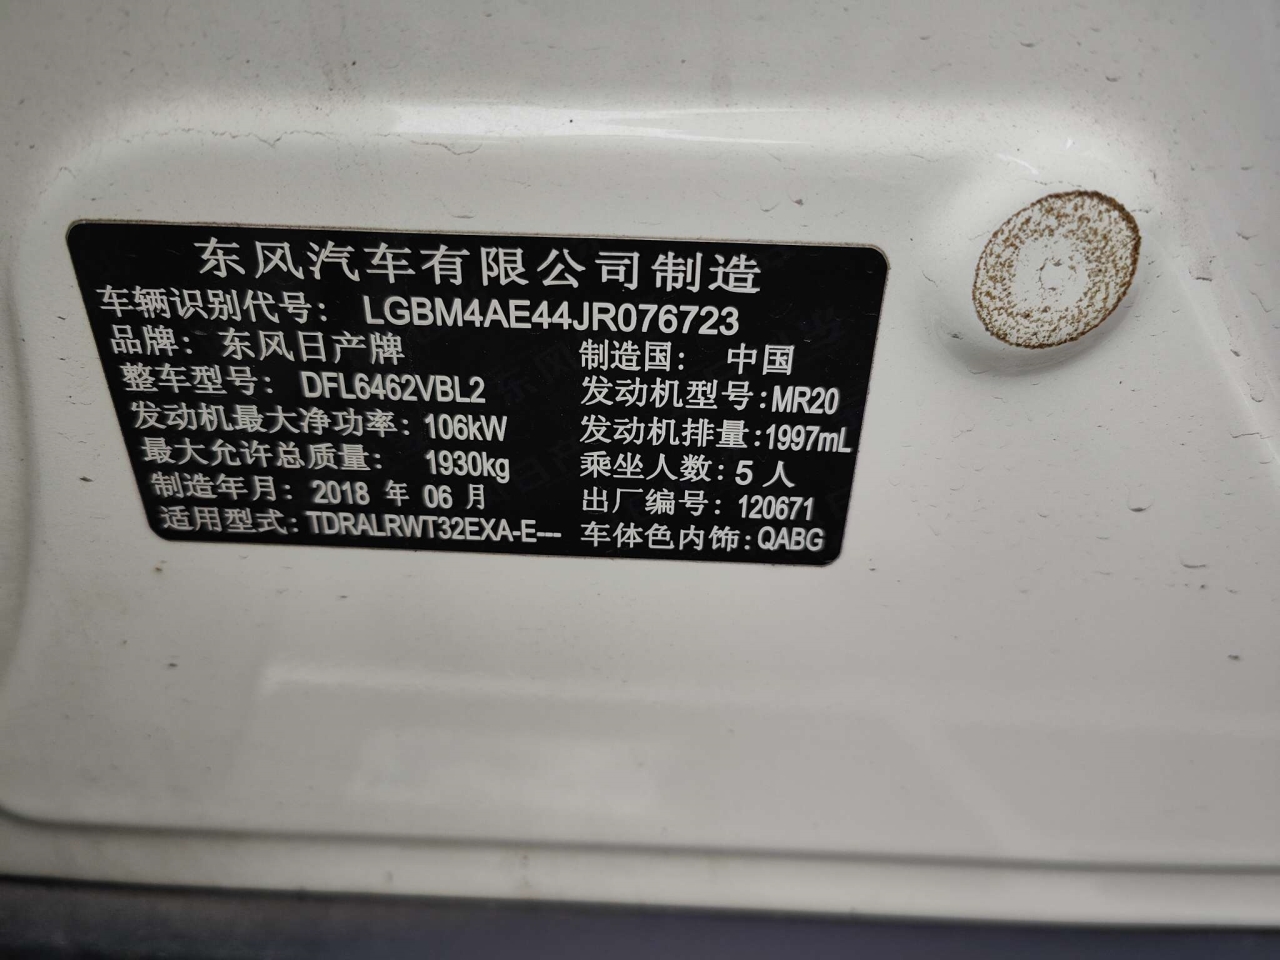 东风汽车有限公司制造
车辆识别代号: LGBM4AE44JR076723
品牌: 东风日产牌 制造国: 中国
整车型号: DFL6462VBL2 发动机型号:MR20
发动机最大净功率: 106kW 发动机排量:1997mL
最大允许总质量: 1930kg 乘坐人数: 5 人
制造年月: 2018 年 06 月 出厂编号: 120671
适用型式:TDRALRWT32EXA-E--- 车体色内饰:QABG